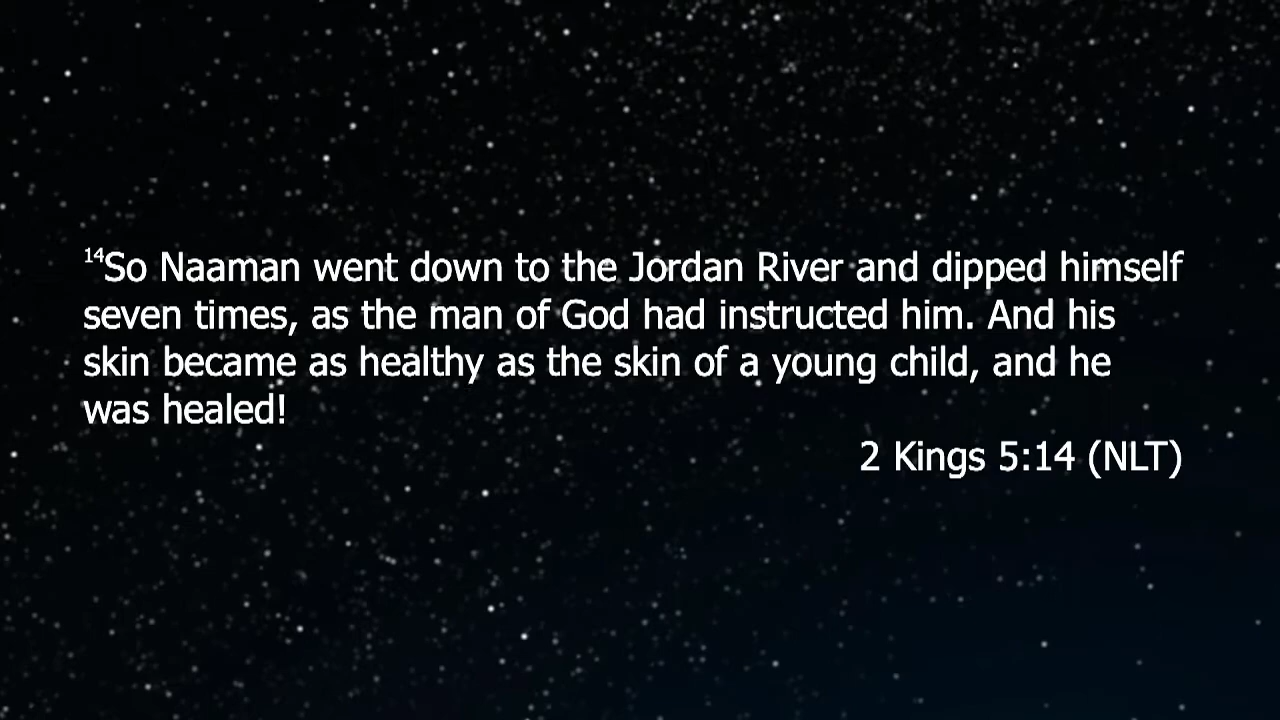 ¹⁴So Naaman went down to the Jordan River and dipped himself
seven times, as the man of God had instructed him. And his
skin became as healthy as the skin of a young child, and he
was healed!
2 Kings 5:14 (NLT)